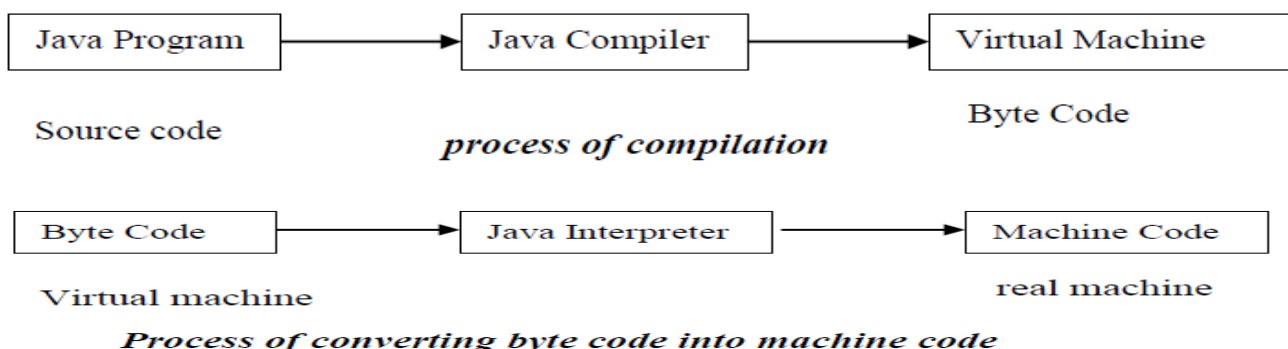 Java Program
Java Compiler
Virtual Machine
Source code
Byte Code
process of compilation
Byte Code
Java Interpreter
Machine Code
Virtual machine
real machine
Process of converting byte code into machine code